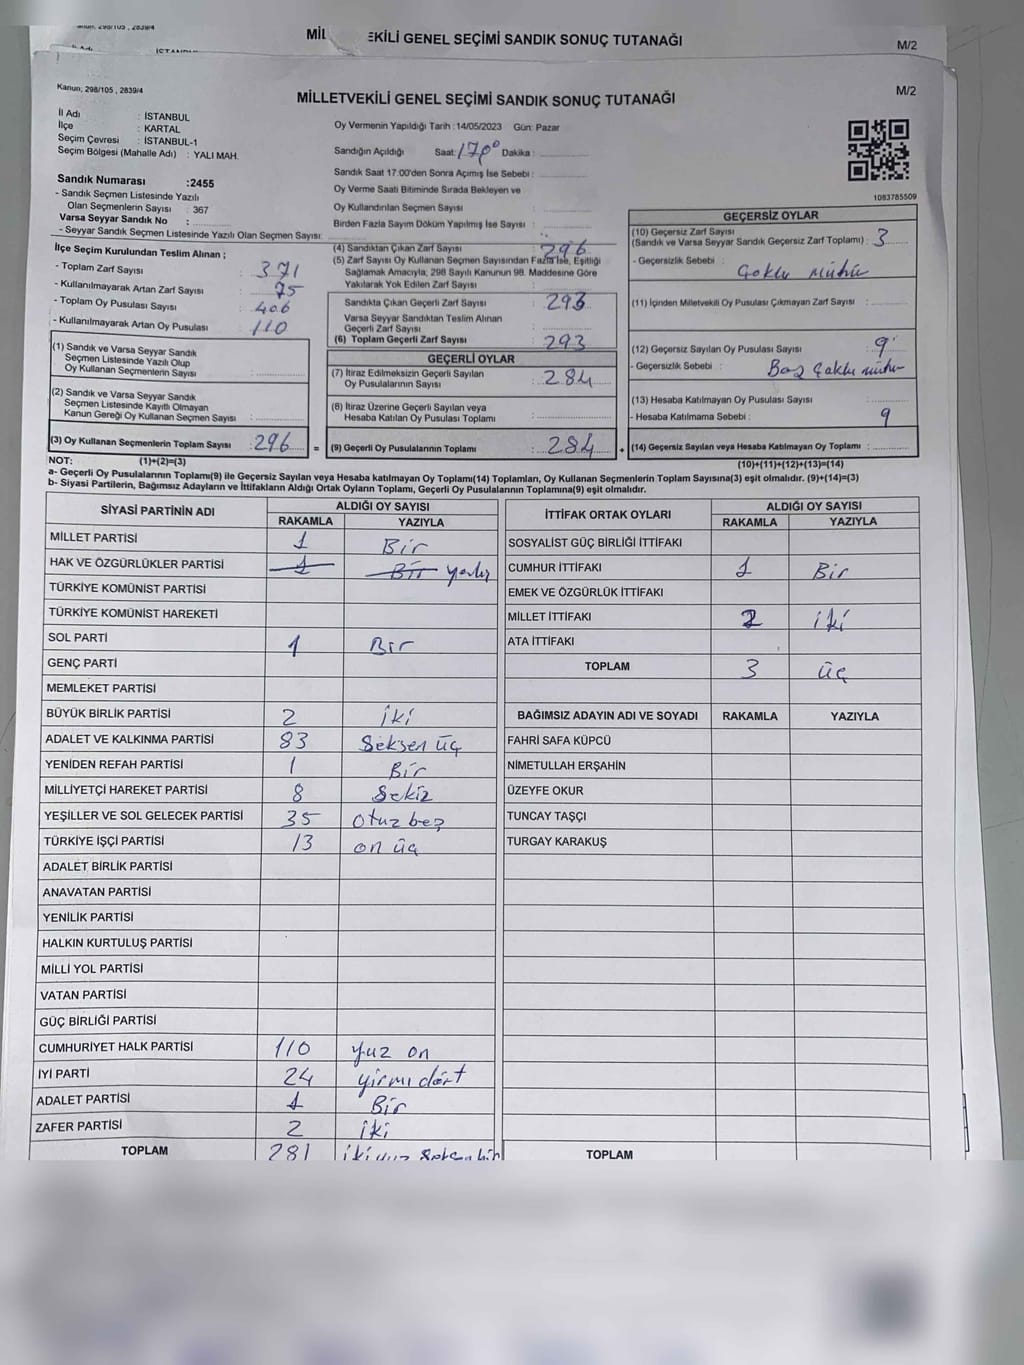 MİL EKİLİ GENEL SEÇİMİ SANDIK SONUÇ TUTANAĞI
M/2
Kanun; 298/105 , 2839/4
MİLLETVEKİLİ GENEL SEÇİMİ SANDIK SONUÇ TUTANAĞI
M/2
İl Adı : İSTANBUL
İlçe : KARTAL
Seçim Çevresi : İSTANBUL-1
Seçim Bölgesi (Mahalle Adı) : YALI MAH.
Oy Vermenin Yapıldığı Tarih :14/05/2023 Gün: Pazar
Sandığın Açıldığı Saat: 17:00 Dakika :
Sandık Saat 17.00'den Sonra Açımış İse Sebebi :
Oy Verme Saati Bitiminde Sırada Bekleyen ve
Oy Kullandırılan Seçmen Sayısı :
Birden Fazla Sayım Döküm Yapılmış İse Sayısı :
1083785509
Sandık Numarası :2455
- Sandık Seçmen Listesinde Yazılı
Olan Seçmenlerin Sayısı : 367
Varsa Seyyar Sandık No :
- Seyyar Sandık Seçmen Listesinde Yazılı Olan Seçmen Sayısı:
İlçe Seçim Kurulundan Teslim Alınan ;
- Toplam Zarf Sayısı : 371
- Kullanılmayarak Artan Zarf Sayısı : 75
- Toplam Oy Pusulası Sayısı : 406
- Kullanılmayarak Artan Oy Pusulası : 110
(1) Sandık ve Varsa Seyyar Sandık
Seçmen Listesinde Yazılı Olup
Oy Kullanan Seçmenlerin Sayısı :
(2) Sandık ve Varsa Seyyar Sandık
Seçmen Listesinde Kayıtlı Olmayan
Kanun Gereği Oy Kullanan Seçmen Sayısı :
(3) Oy Kullanan Seçmenlerin Toplam Sayısı : 296 =
(4) Sandıktan Çıkan Zarf Sayısı : 296
(5) Zarf Sayısı Oy Kullanan Seçmen Sayısından Fazla İse, Eşitliği
Sağlamak Amacıyla, 298 Sayılı Kanunun 98. Maddesine Göre
Yakılarak Yok Edilen Zarf Sayısı :
Sandıkta Çıkan Geçerli Zarf Sayısı : 293
Varsa Seyyar Sandıktan Teslim Alınan
Geçerli Zarf Sayısı :
(6) Toplam Geçerli Zarf Sayısı : 293
GEÇERLİ OYLAR
(7) İtiraz Edilmeksizin Geçerli Sayılan
Oy Pusulalarının Sayısı : 284
(8) İtiraz Üzerine Geçerli Sayılan veya
Hesaba Katılan Oy Pusulası Toplamı :
(9) Geçerli Oy Pusulalarının Toplamı : 284 +
GEÇERSİZ OYLAR
(10) Geçersiz Zarf Sayısı
(Sandık ve Varsa Seyyar Sandık Geçersiz Zarf Toplamı) : 3
- Geçersizlik Sebebi : Çoklu mühür
(11) İçinden Milletvekili Oy Pusulası Çıkmayan Zarf Sayısı :
(12) Geçersiz Sayılan Oy Pusulası Sayısı : 9
- Geçersizlik Sebebi : Boş Çoklu mühür
(13) Hesaba Katılmayan Oy Pusulası Sayısı :
- Hesaba Katılmama Sebebi : 9
(14) Geçersiz Sayılan veya Hesaba Katılmayan Oy Toplamı :
NOT: (1)+(2)=(3)
(10)+(11)+(12)+(13)=(14)
a- Geçerli Oy Pusulalarının Toplamı(9) ile Geçersiz Sayılan veya Hesaba katılmayan Oy Toplamı(14) Toplamları, Oy Kullanan Seçmenlerin Toplam Sayısına(3) eşit olmalıdır. (9)+(14)=(3)
b- Siyasi Partilerin, Bağımsız Adayların ve İttifakların Aldığı Ortak Oyların Toplamı, Geçerli Oy Pusulalarının Toplamına(9) eşit olmalıdır.
SİYASİ PARTİNİN ADI ALDIĞI OY SAYISI
RAKAMLA YAZIYLA
MİLLET PARTİSİ 1 Bir
HAK VE ÖZGÜRLÜKLER PARTİSİ 1 Bir
TÜRKİYE KOMÜNİST PARTİSİ
TÜRKİYE KOMÜNİST HAREKETİ
SOL PARTİ 1 Bir
GENÇ PARTİ
MEMLEKET PARTİSİ
BÜYÜK BİRLİK PARTİSİ 2 iki
ADALET VE KALKINMA PARTİSİ 83 Seksen üç
YENİDEN REFAH PARTİSİ 1 Bir
MİLLİYETÇİ HAREKET PARTİSİ 8 Sekiz
YEŞİLLER VE SOL GELECEK PARTİSİ 35 Otuz beş
TÜRKİYE İŞÇİ PARTİSİ 13 on üç
ADALET BİRLİK PARTİSİ
ANAVATAN PARTİSİ
YENİLİK PARTİSİ
HALKIN KURTULUŞ PARTİSİ
MİLLİ YOL PARTİSİ
VATAN PARTİSİ
GÜÇ BİRLİĞİ PARTİSİ
CUMHURİYET HALK PARTİSİ 110 yuz on
İYİ PARTİ 24 yirmi dört
ADALET PARTİSİ 1 Bir
ZAFER PARTİSİ 2 iki
TOPLAM 281
İTTİFAK ORTAK OYLARI ALDIĞI OY SAYISI
RAKAMLA YAZIYLA
SOSYALİST GÜÇ BİRLİĞİ İTTİFAKI
CUMHUR İTTİFAKI 1 Bir
EMEK VE ÖZGÜRLÜK İTTİFAKI
MİLLET İTTİFAKI 2 iki
ATA İTTİFAKI
TOPLAM 3 üç
BAĞIMSIZ ADAYIN ADI VE SOYADI RAKAMLA YAZIYLA
FAHRİ SAFA KÜPCÜ
NİMETULLAH ERŞAHİN
ÜZEYFE OKUR
TUNCAY TAŞÇI
TURGAY KARAKUŞ
TOPLAM